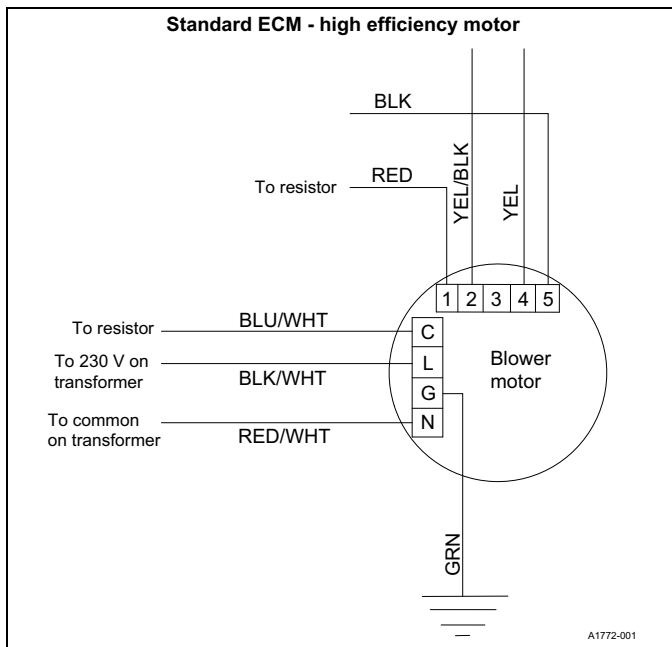 Standard ECM - high efficiency motor
BLK
RED
To resistor
YEL/BLK
YEL
1 2 3 4 5
To resistor
BLU/WHT
C
To 230 V on
transformer
BLK/WHT
L
Blower
motor
G
To common
on transformer
RED/WHT
N
GRN
A1772-001